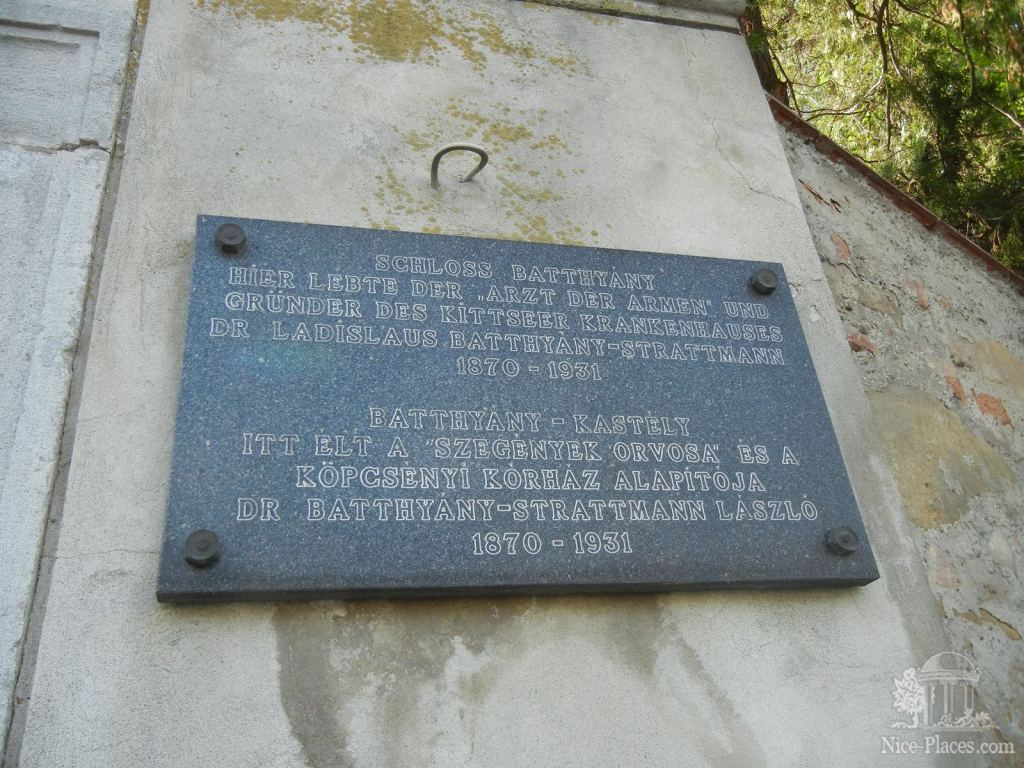 SCHLOSS BATTHYÁNY
HIER LEBTE DER „ARZT DER ARMEN" UND
GRÜNDER DES KITTSEER KRANKENHAUSES
DR LADISLAUS BATTHYÁNY-STRATTMANN
1870 - 1931
BATTHYÁNY - KASTÉLY
ITT ÉLT A "SZEGÉNYEK ORVOSA" ÉS A
KÖPCSENYI KÓRHÁZ ALAPÍTÓJA
DR BATTHYÁNY-STRATTMANN LÁSZLÓ
1870 - 1931
Nice-Places.com